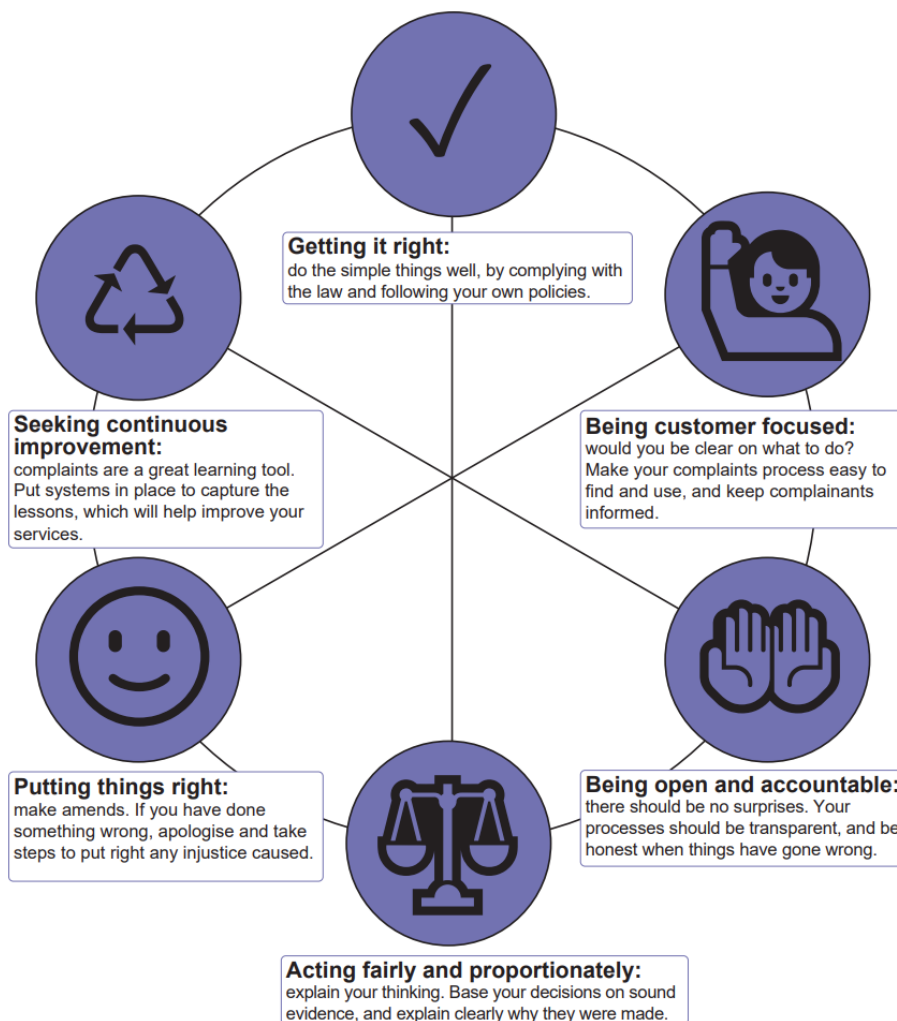 Getting it right:
do the simple things well, by complying with
the law and following your own policies.
Being customer focused:
would you be clear on what to do?
Make your complaints process easy to
find and use, and keep complainants
informed.
Being open and accountable:
there should be no surprises. Your
processes should be transparent, and be
honest when things have gone wrong.
Acting fairly and proportionately:
explain your thinking. Base your decisions on sound
evidence, and explain clearly why they were made.
Putting things right:
make amends. If you have done
something wrong, apologise and take
steps to put right any injustice caused.
Seeking continuous
improvement:
complaints are a great learning tool.
Put systems in place to capture the
lessons, which will help improve your
services.